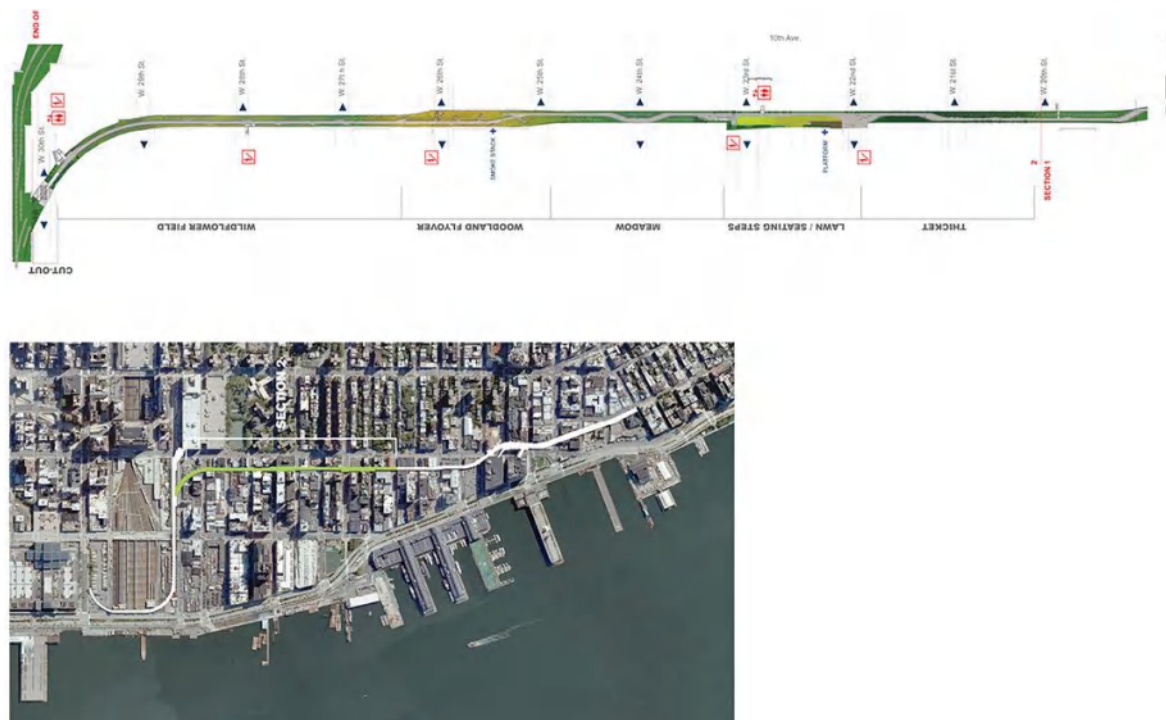 END OF
10th Ave.
W. 30th St.
W. 29th St.
W. 28th St.
W. 27th St.
W. 26th St.
W. 25th St.
W. 24th St.
W. 23rd St.
W. 22nd St.
W. 21st St.
W. 20th St.
SMOKE STACK
PLATFORM
2
SECTION 1
CUT-OUT
WILDFLOWER FIELD
WOODLAND FLYOVER
MEADOW
LAWN / SEATING STEPS
THICKET
SECTION 2